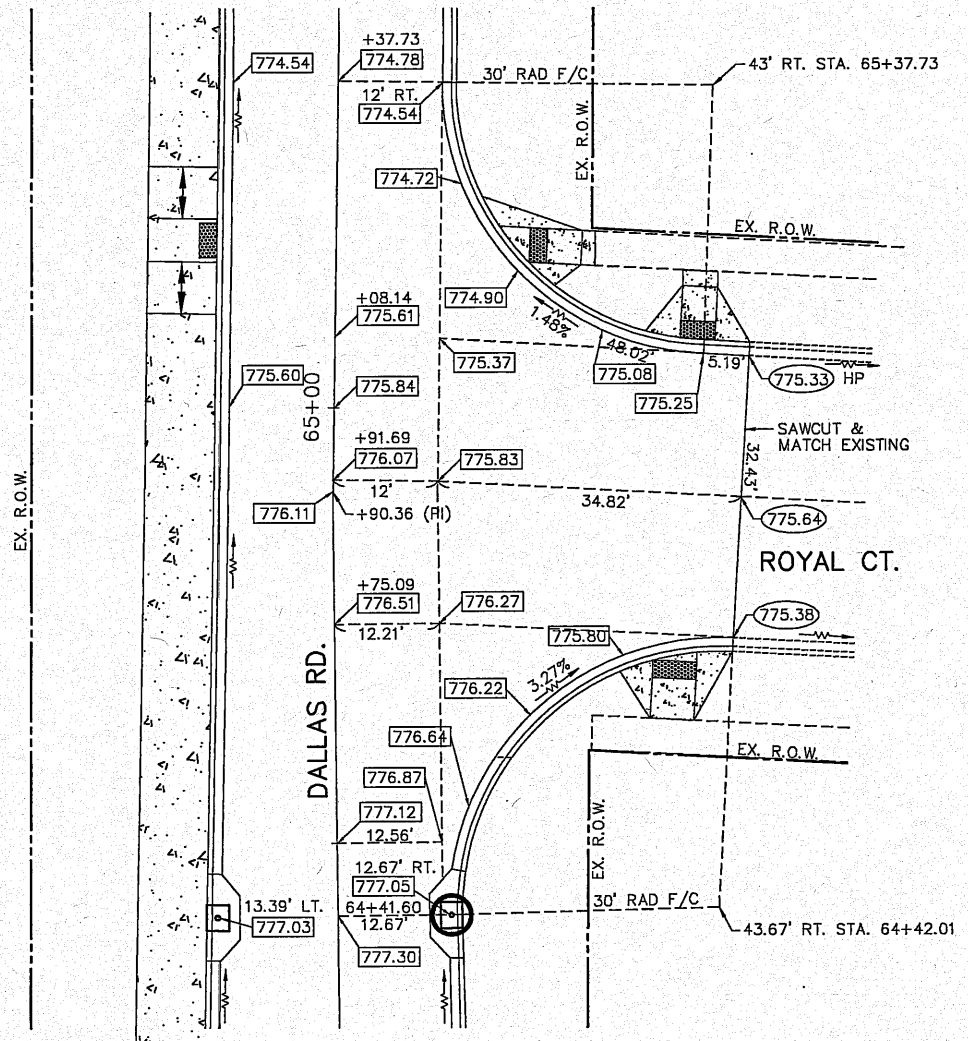 +37.73
774.54
774.78
43' RT. STA. 65+37.73
30' RAD F/C
12' RT.
774.54
EX. R.O.W.
774.72
EX. R.O.W.
774.90
+08.14
775.61
1.48%
48.02'
775.37
775.08
5.19'
775.33
HP
775.60
65+00
775.84
775.25
SAWCUT &
MATCH EXISTING
+91.69
776.07
775.83
32.43'
12'
34.82'
776.11
+90.36 (PI)
775.64
EX. R.O.W.
ROYAL CT.
+75.09
776.51
776.27
775.38
12.21'
775.80
3.27%
776.22
DALLAS RD.
776.64
776.87
EX. R.O.W.
777.12
12.56'
EX. R.O.W.
12.67' RT.
777.05
13.39' LT.
64+41.60
30' RAD F/C
777.03
12.67'
43.67' RT. STA. 64+42.01
777.30